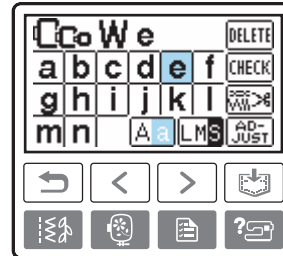 Co We DELETE
a b c d e f CHECK
g h i j k l
m n A a L M S AD-
JUST
< >
?